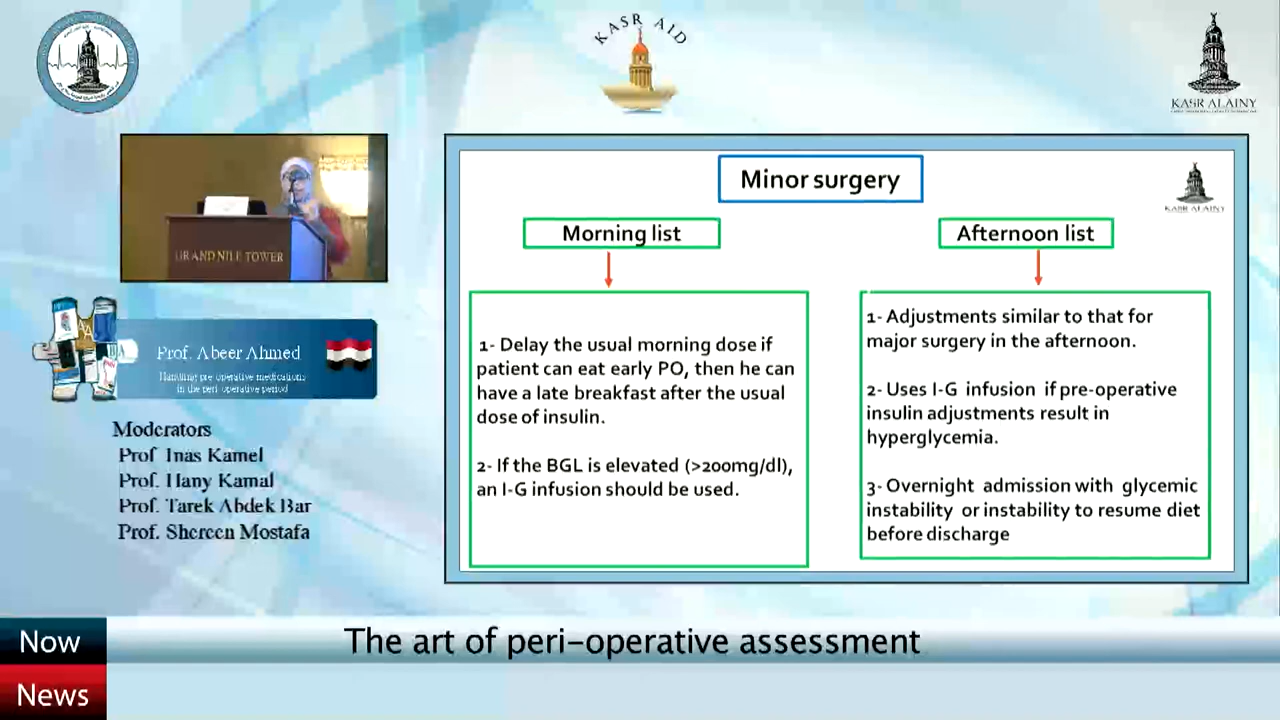 KASR AID
KASR ALAINY
Minor surgery
KASR ALAINY
Morning list
Afternoon list
1- Delay the usual morning dose if
patient can eat early PO, then he can
have a late breakfast after the usual
dose of insulin.
2- If the BGL is elevated (>200mg/dl),
an I-G infusion should be used.
1- Adjustments similar to that for
major surgery in the afternoon.
2- Uses I-G infusion if pre-operative
insulin adjustments result in
hyperglycemia.
3- Overnight admission with glycemic
instability or instability to resume diet
before discharge
GRAND NILE TOWER
Prof. Abeer Ahmed
Handling pre operative medications
in the peri operative period
Moderators
Prof. Inas Kamel
Prof. Hany Kamal
Prof. Tarek Abdek Bar
Prof. Shereen Mostafa
Now
The art of peri-operative assessment
News